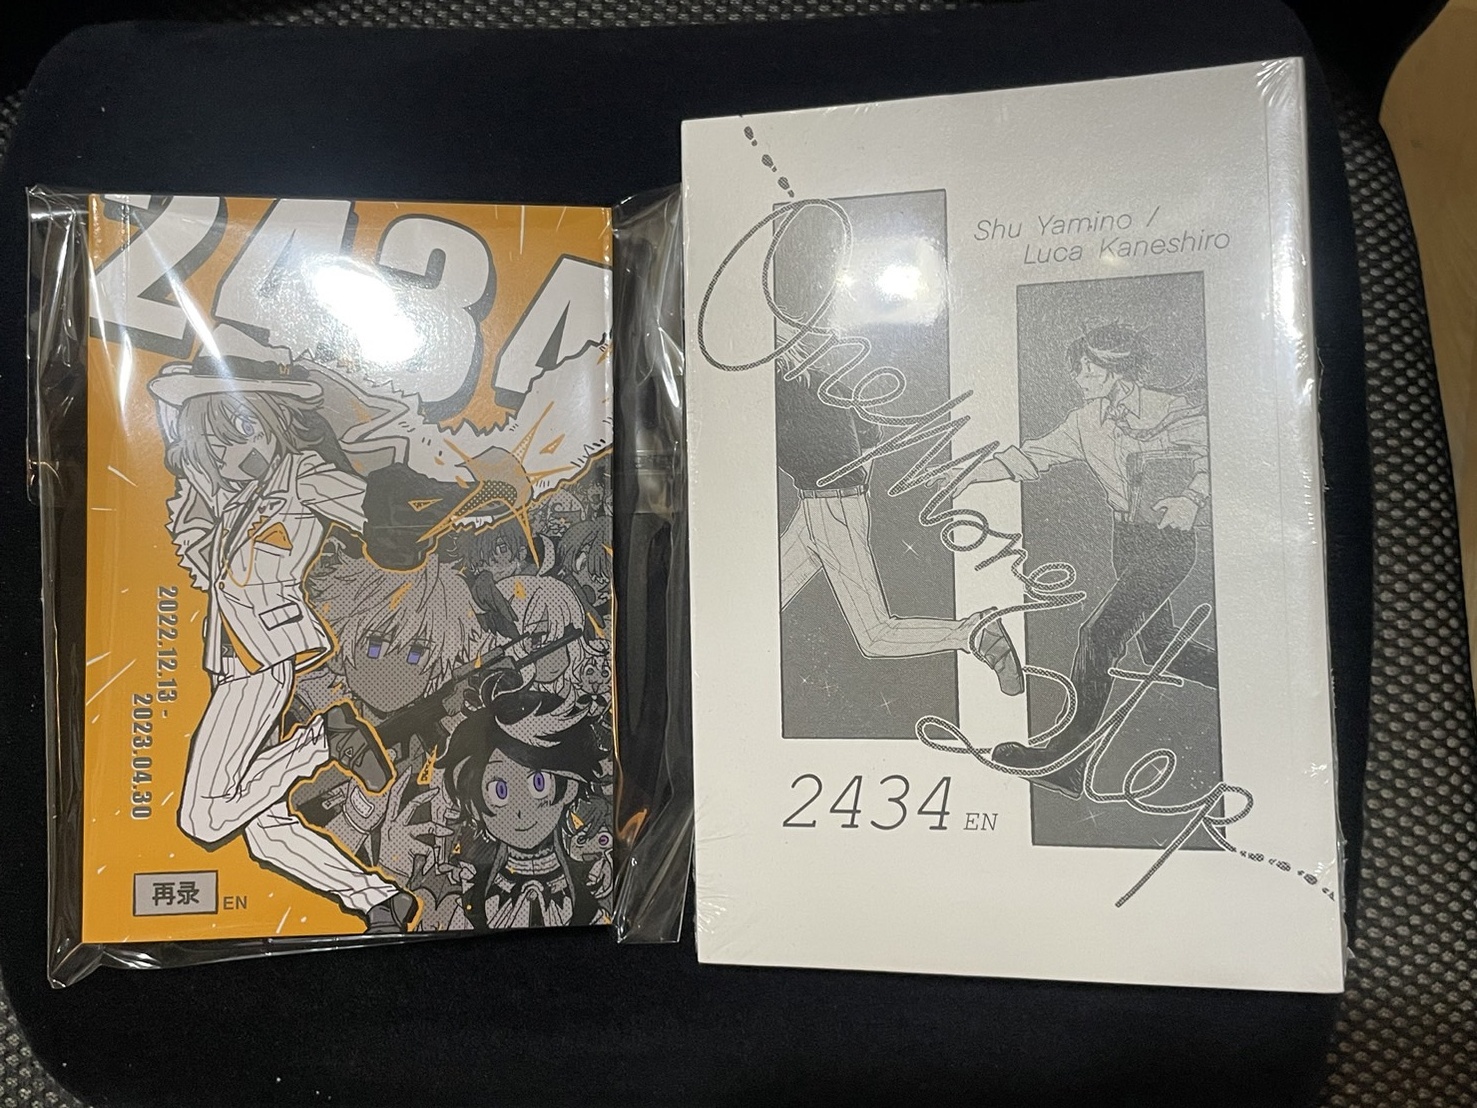 2434
2022.12.13 -
2023.04.30
再录 EN
Shu Yamino /
Luca Kaneshiro
One More Step
2434 EN